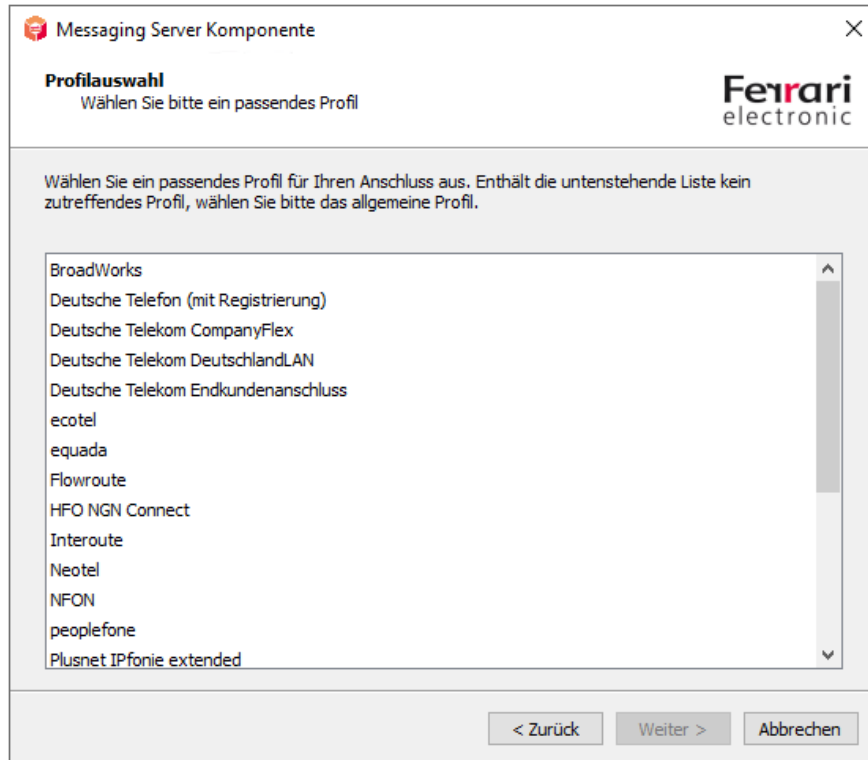 Messaging Server Komponente
Profilauswahl
Wählen Sie bitte ein passendes Profil
Ferrari
electronic
Wählen Sie ein passendes Profil für Ihren Anschluss aus. Enthält die untenstehende Liste kein
zutreffendes Profil, wählen Sie bitte das allgemeine Profil.
BroadWorks
Deutsche Telefon (mit Registrierung)
Deutsche Telekom CompanyFlex
Deutsche Telekom DeutschlandLAN
Deutsche Telekom Endkundenanschluss
ecotel
equada
Flowroute
HFO NGN Connect
Interoute
Neotel
NFON
peoplefone
Plusnet IPfonie extended
< Zurück
Weiter >
Abbrechen